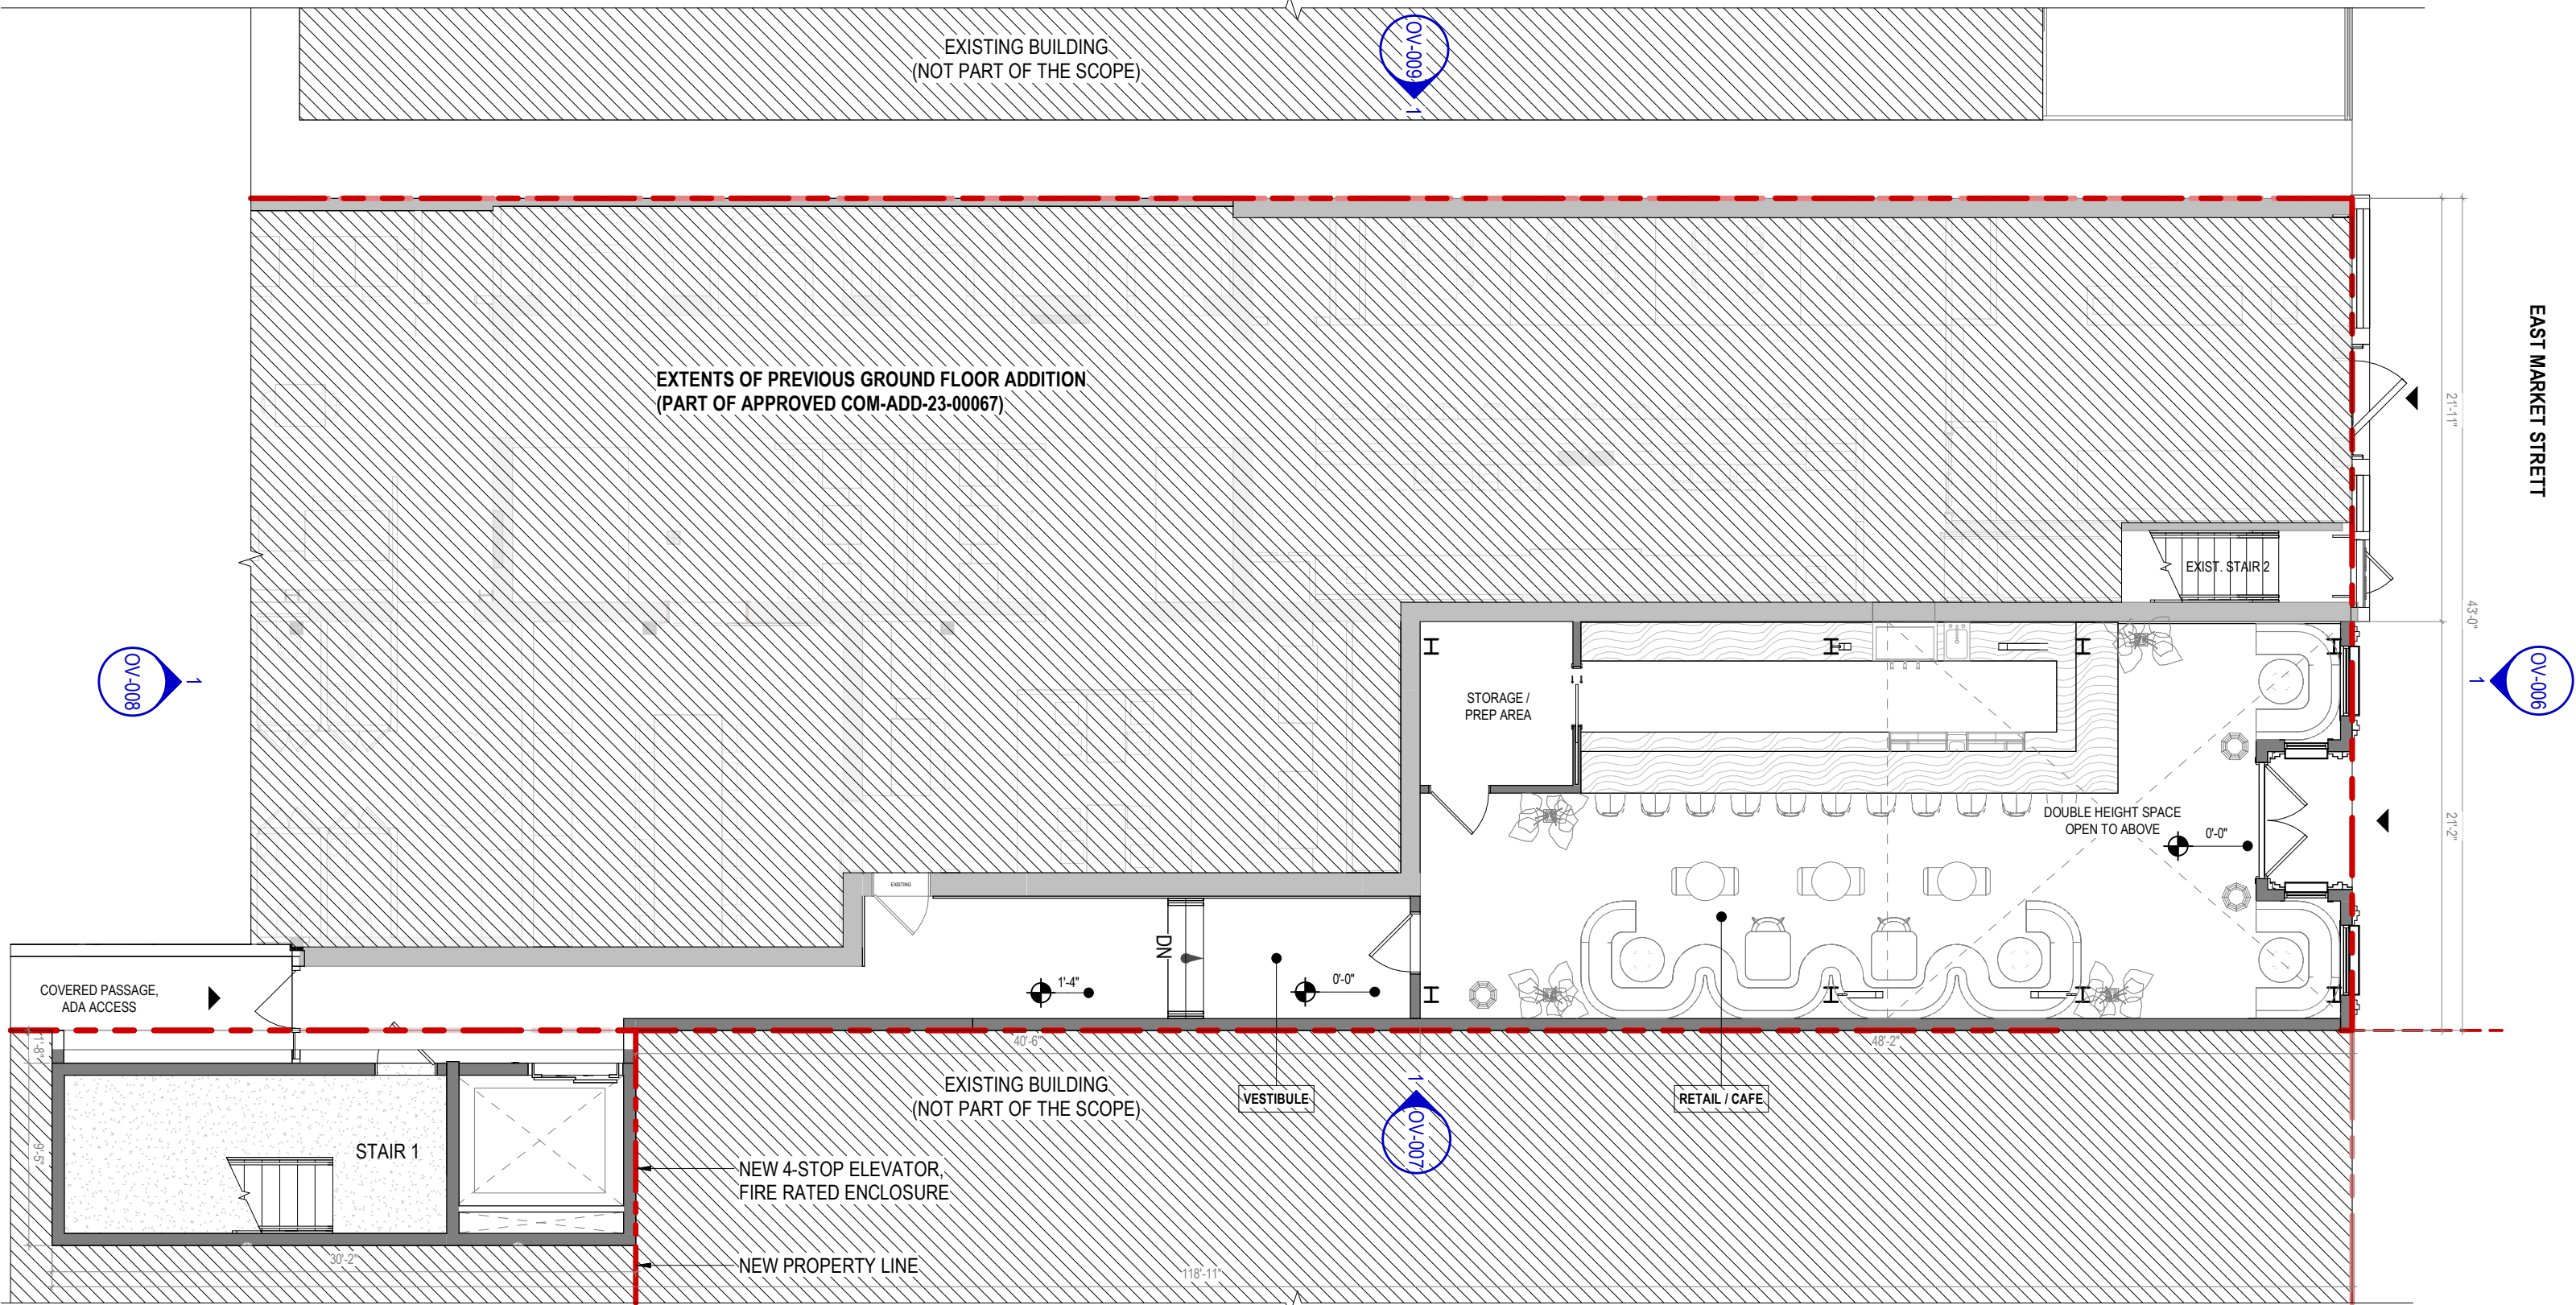 EXISTING BUILDING
(NOT PART OF THE SCOPE)
OV-009
1
EXTENTS OF PREVIOUS GROUND FLOOR ADDITION
(PART OF APPROVED COM-ADD-23-00067)
EAST MARKET STRETT
21'-11"
43'-0"
21'-2"
EXIST. STAIR 2
OV-008
1
OV-006
1
STORAGE /
PREP AREA
DOUBLE HEIGHT SPACE
OPEN TO ABOVE
0'-0"
EXISTING
DN
1'-4"
0'-0"
COVERED PASSAGE,
ADA ACCESS
1'-8"
40'-6"
48'-2"
EXISTING BUILDING
(NOT PART OF THE SCOPE)
VESTIBULE
1
OV-007
RETAIL / CAFE
STAIR 1
9'-5"
NEW 4-STOP ELEVATOR,
FIRE RATED ENCLOSURE
NEW PROPERTY LINE
30'-2"
118'-11"